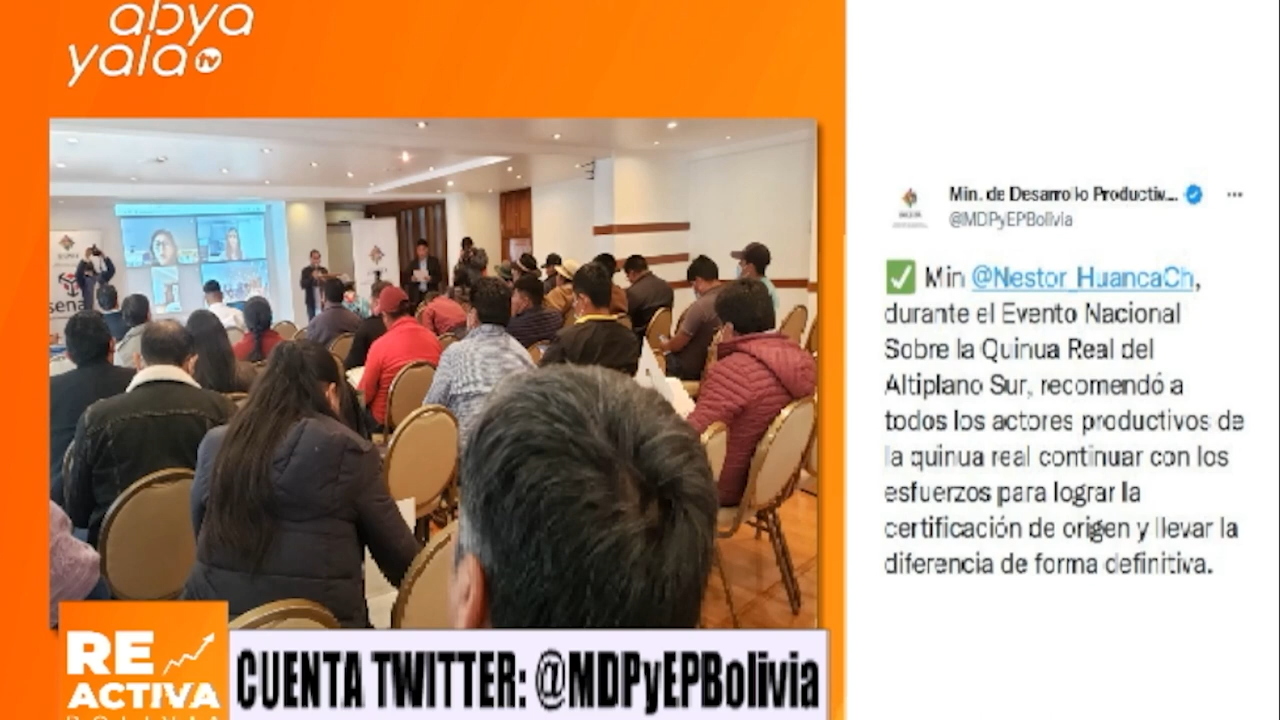 abya
yala tv
Min. de Desarrollo Productiv...
@MDPyEPBolivia
Min @Nestor_HuancaCh,
durante el Evento Nacional
Sobre la Quinua Real del
Altiplano Sur, recomendó a
todos los actores productivos de
la quinua real continuar con los
esfuerzos para lograr la
certificación de origen y llevar la
diferencia de forma definitiva.
RE
ACTIVA
CUENTA TWITTER: @MDPyEPBolivia